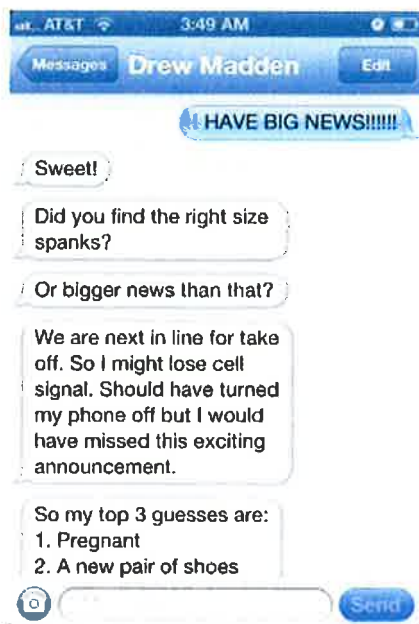 AT&T 3:49 AM
Messages Drew Madden Edit
I HAVE BIG NEWS!!!!!!
Sweet!
Did you find the right size
spanks?
Or bigger news than that?
We are next in line for take
off. So I might lose cell
signal. Should have turned
my phone off but I would
have missed this exciting
announcement.
So my top 3 guesses are:
1. Pregnant
2. A new pair of shoes
Send